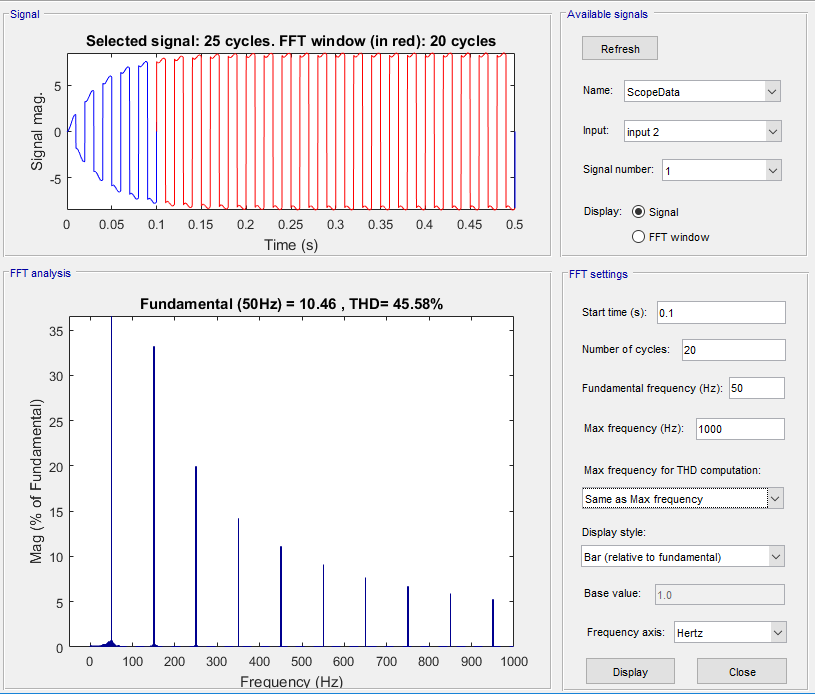 Signal
Selected signal: 25 cycles. FFT window (in red): 20 cycles
5
0
-5
Signal mag.
0 0.05 0.1 0.15 0.2 0.25 0.3 0.35 0.4 0.45 0.5
Time (s)
Available signals
Refresh
Name: ScopeData
Input: input 2
Signal number: 1
Display: Signal
FFT window
FFT analysis
Fundamental (50Hz) = 10.46 , THD= 45.58%
35
30
25
20
15
10
5
0
Mag (% of Fundamental)
0 100 200 300 400 500 600 700 800 900 1000
Frequency (Hz)
FFT settings
Start time (s): 0.1
Number of cycles: 20
Fundamental frequency (Hz): 50
Max frequency (Hz): 1000
Max frequency for THD computation:
Same as Max frequency
Display style:
Bar (relative to fundamental)
Base value: 1.0
Frequency axis: Hertz
Display Close